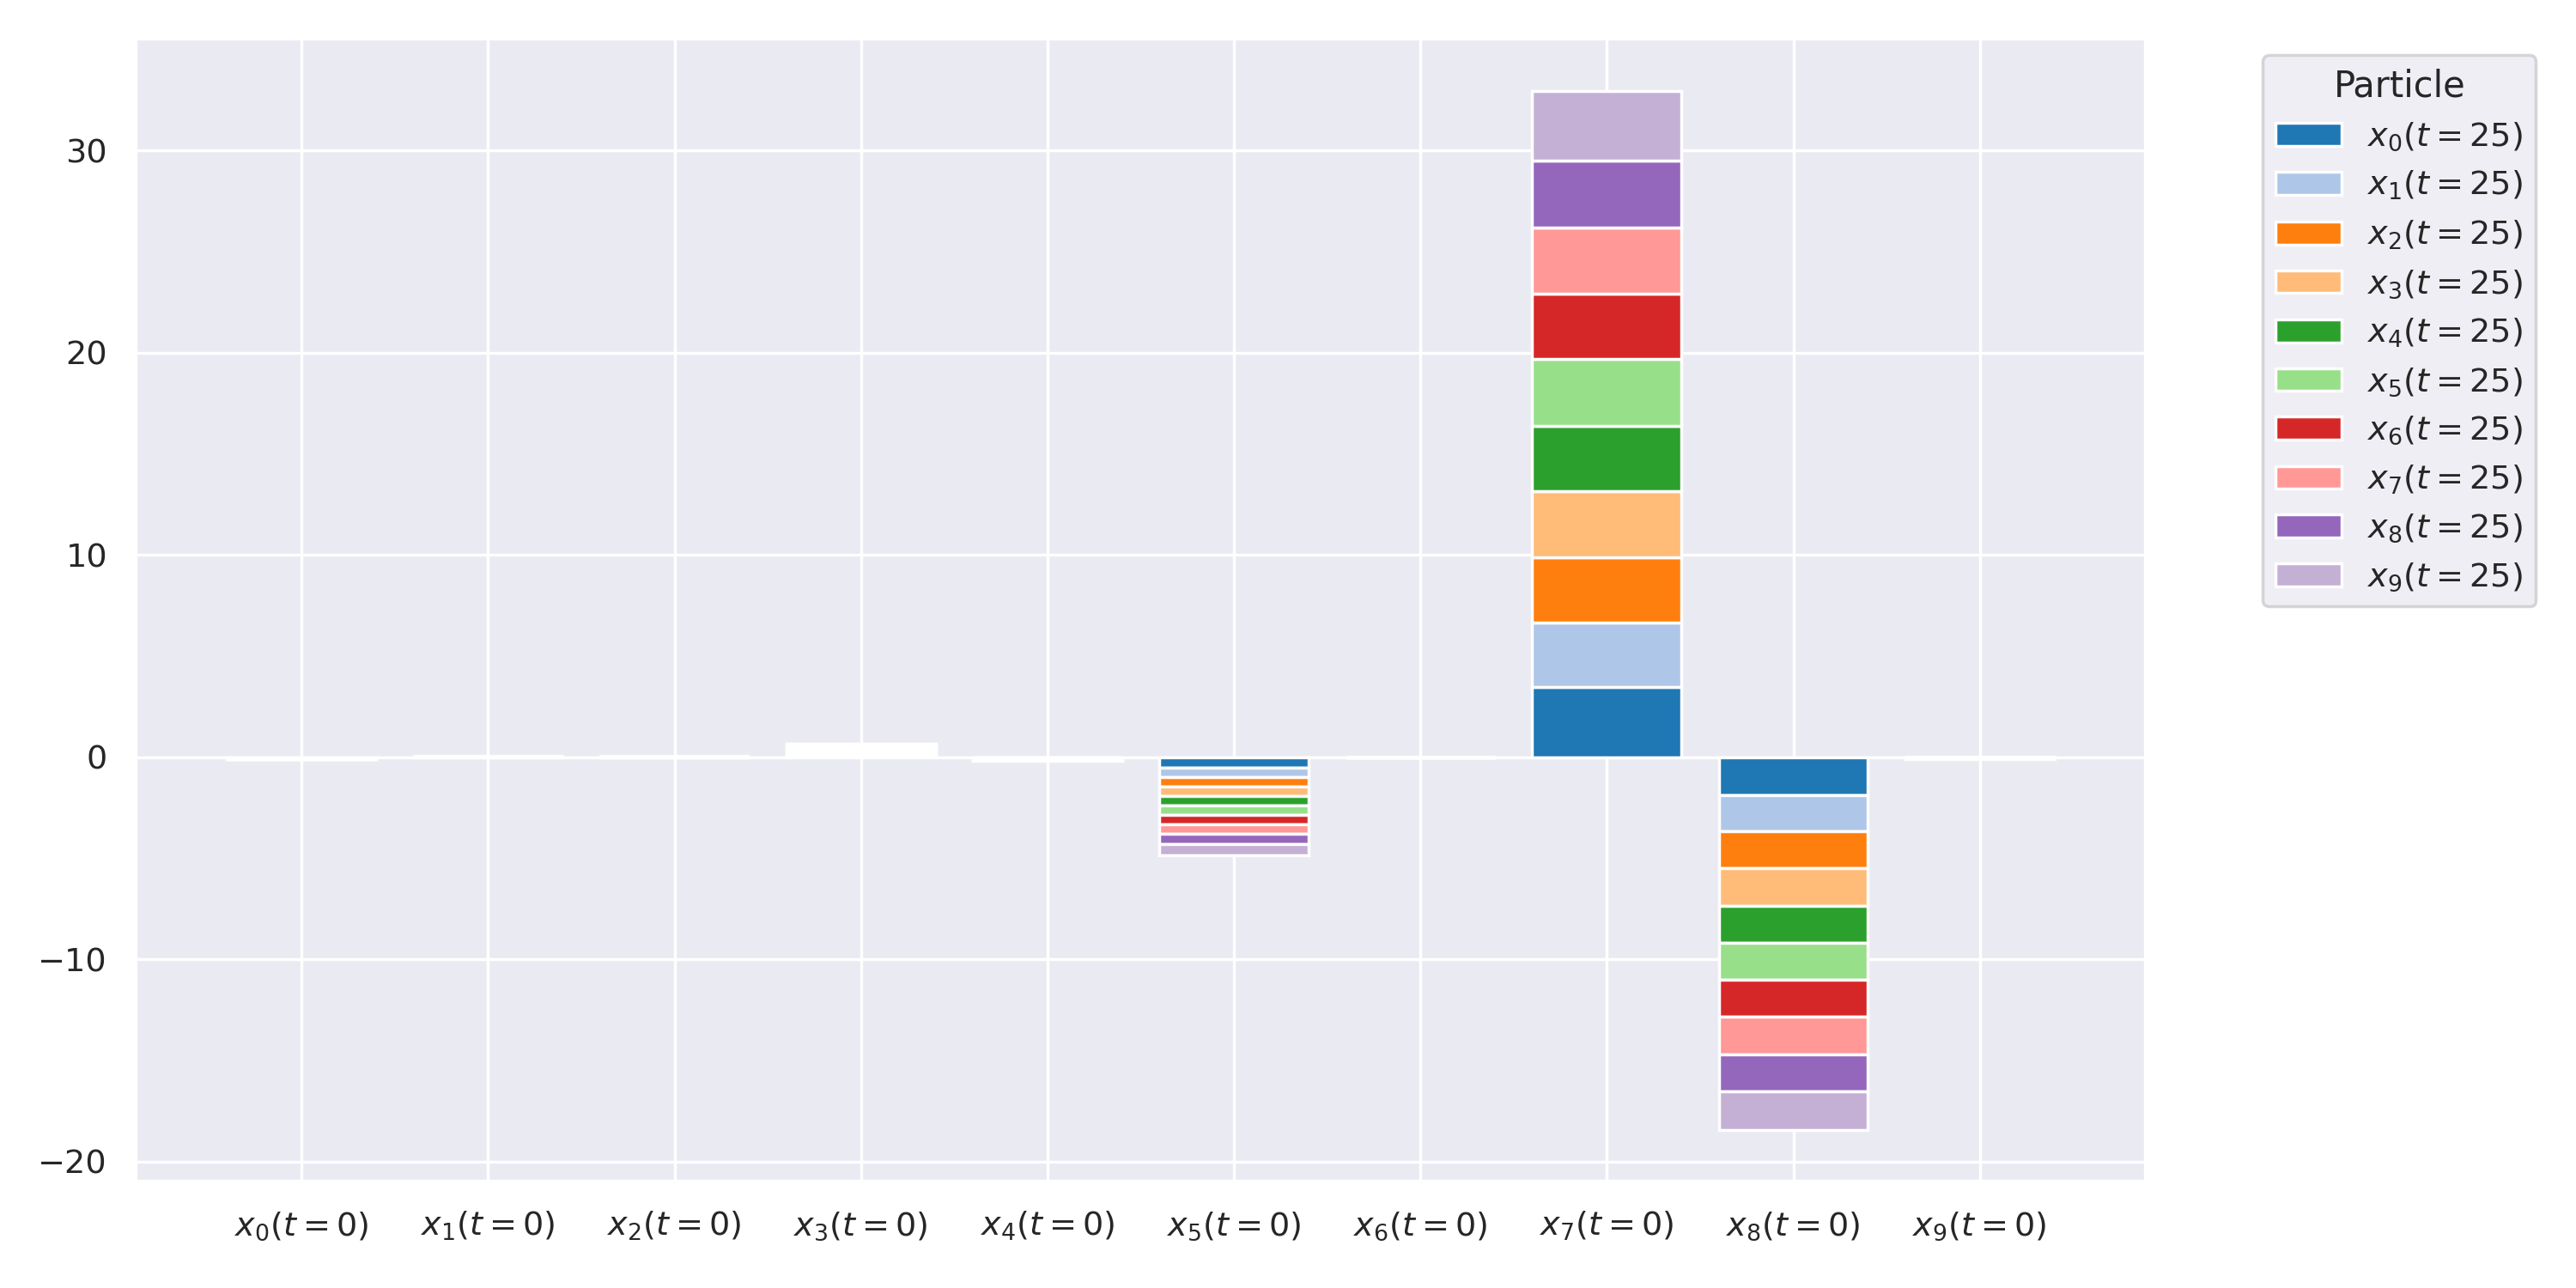 30
20
10
0
−10
−20
x₀(t = 0) x₁(t = 0) x₂(t = 0) x₃(t = 0) x₄(t = 0) x₅(t = 0) x₆(t = 0) x₇(t = 0) x₈(t = 0) x₉(t = 0)
Particle
x₀(t = 25)
x₁(t = 25)
x₂(t = 25)
x₃(t = 25)
x₄(t = 25)
x₅(t = 25)
x₆(t = 25)
x₇(t = 25)
x₈(t = 25)
x₉(t = 25)